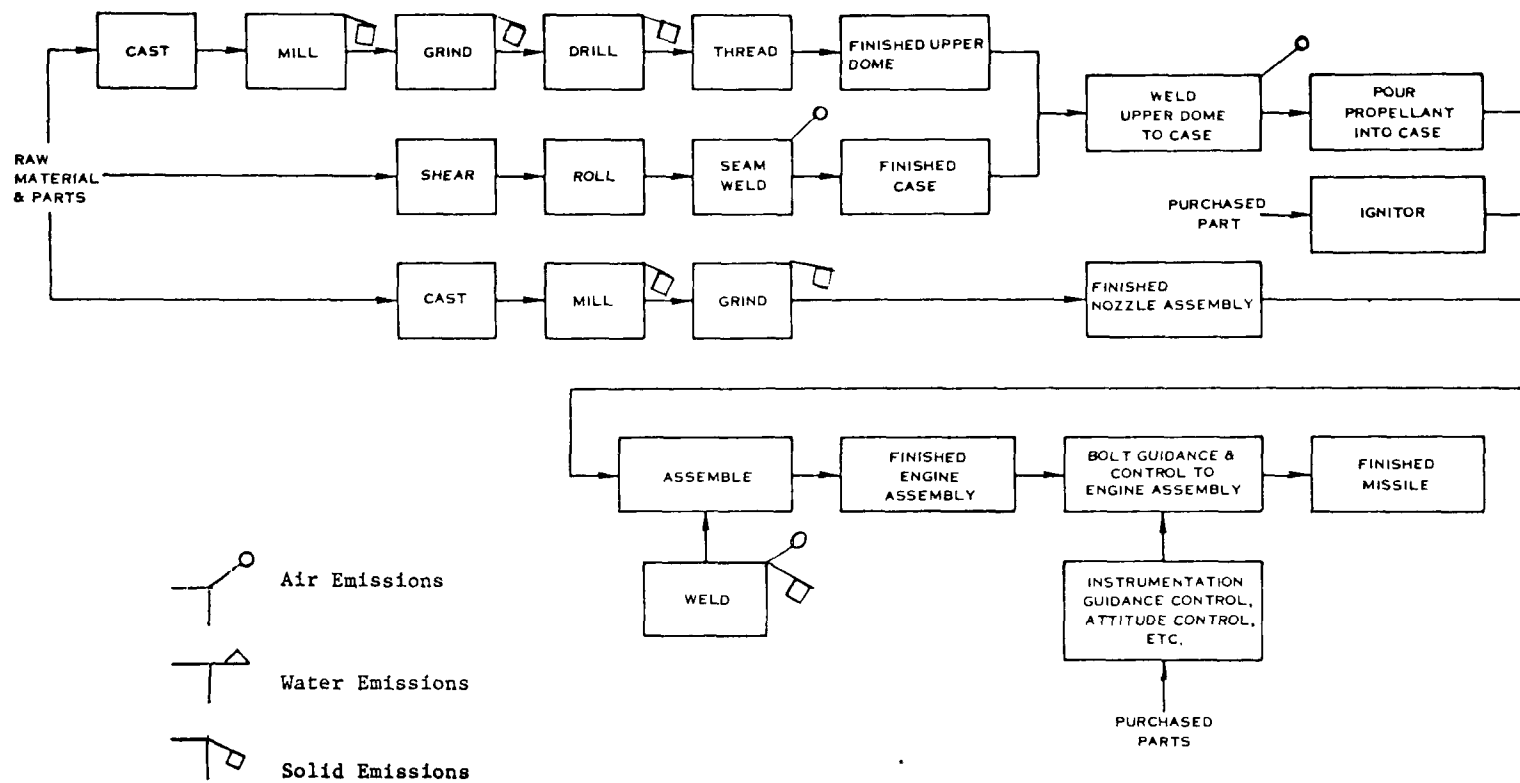 CAST
MILL
GRIND
DRILL
THREAD
FINISHED UPPER
DOME
WELD
UPPER DOME
TO CASE
POUR
PROPELLANT
INTO CASE
RAW
MATERIAL
& PARTS
SHEAR
ROLL
SEAM
WELD
FINISHED
CASE
PURCHASED
PART
IGNITOR
CAST
MILL
GRIND
FINISHED
NOZZLE ASSEMBLY
ASSEMBLE
FINISHED
ENGINE
ASSEMBLY
BOLT GUIDANCE &
CONTROL TO
ENGINE ASSEMBLY
FINISHED
MISSILE
WELD
INSTRUMENTATION
GUIDANCE CONTROL,
ATTITUDE CONTROL,
ETC.
PURCHASED
PARTS
Air Emissions
Water Emissions
Solid Emissions